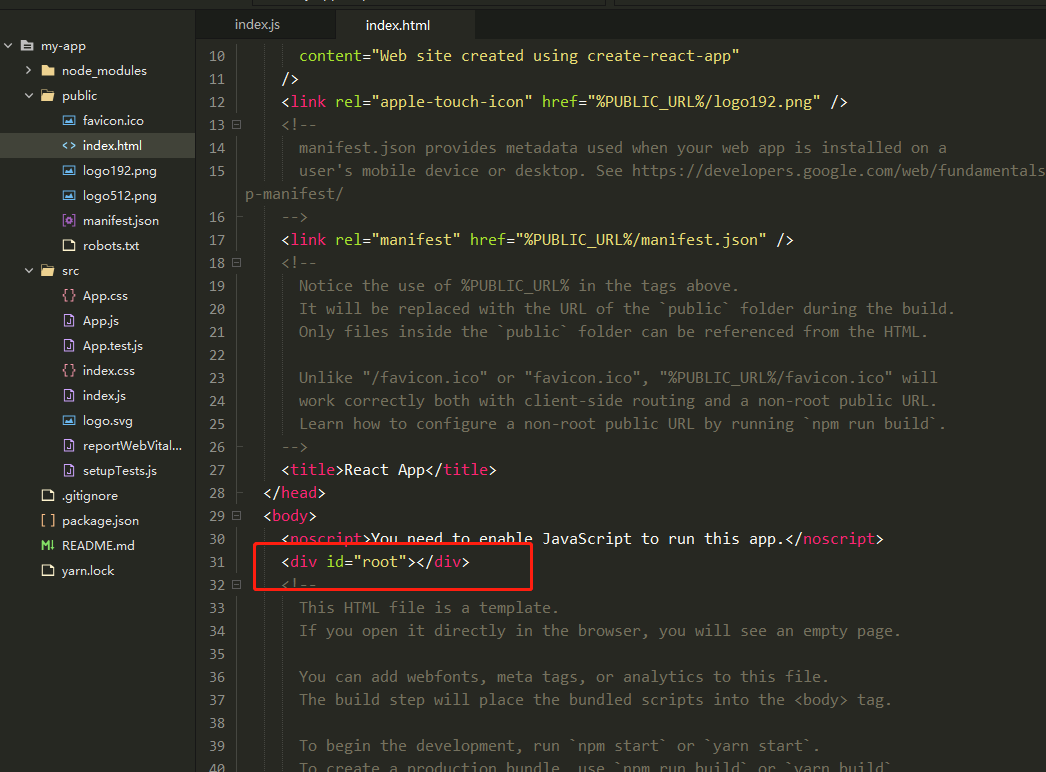 index.js
index.html
my-app
node_modules
public
favicon.ico
index.html
logo192.png
logo512.png
manifest.json
robots.txt
src
App.css
App.js
App.test.js
index.css
index.js
logo.svg
reportWebVital...
setupTests.js
.gitignore
package.json
README.md
yarn.lock
10 content="Web site created using create-react-app"
11 />
12 <link rel="apple-touch-icon" href="%PUBLIC_URL%/logo192.png" />
13 <!--
14 manifest.json provides metadata used when your web app is installed on a
15 user's mobile device or desktop. See https://developers.google.com/web/fundamentals
p-manifest/
16 -->
17 <link rel="manifest" href="%PUBLIC_URL%/manifest.json" />
18 <!--
19 Notice the use of %PUBLIC_URL% in the tags above.
20 It will be replaced with the URL of the `public` folder during the build.
21 Only files inside the `public` folder can be referenced from the HTML.
22
23 Unlike "/favicon.ico" or "favicon.ico", "%PUBLIC_URL%/favicon.ico" will
24 work correctly both with client-side routing and a non-root public URL.
25 Learn how to configure a non-root public URL by running `npm run build`.
26 -->
27 <title>React App</title>
28 </head>
29 <body>
30 <noscript>You need to enable JavaScript to run this app.</noscript>
31 <div id="root"></div>
32 <!--
33 This HTML file is a template.
34 If you open it directly in the browser, you will see an empty page.
35
36 You can add webfonts, meta tags, or analytics to this file.
37 The build step will place the bundled scripts into the <body> tag.
38
39 To begin the development, run `npm start` or `yarn start`.
40 To create a production bundle, use `npm run build` or `yarn build`